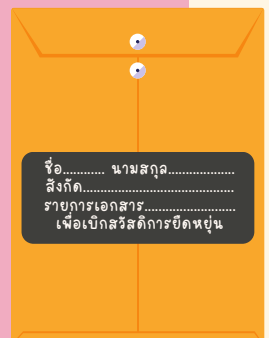 ชื่อ............ นามสกุล...................
สังกัด...........................................
รายการเอกสาร..........................
เพื่อเบิกสวัสดิการยืดหยุ่น